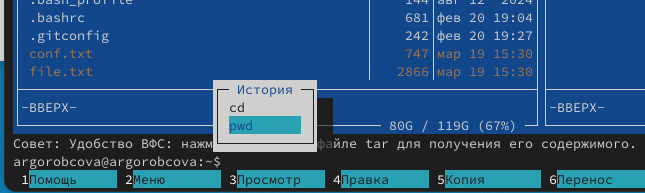 .bash_profile 144 авг 12 2024
.bashrc 681 фев 20 19:04
.gitconfig 242 фев 20 19:27
conf.txt 747 мар 19 15:30
file.txt 2866 мар 19 15:30
История
cd
pwd
-ВВЕРХ-
-ВВЕРХ-
80G / 119G (67%)
Совет: Удобство ВФС: нажм файле tar для получения его содержимого.
argorobcova@argorobcova:~$
1Помощь 2Меню 3Просмотр 4Правка 5Копия 6Перенос